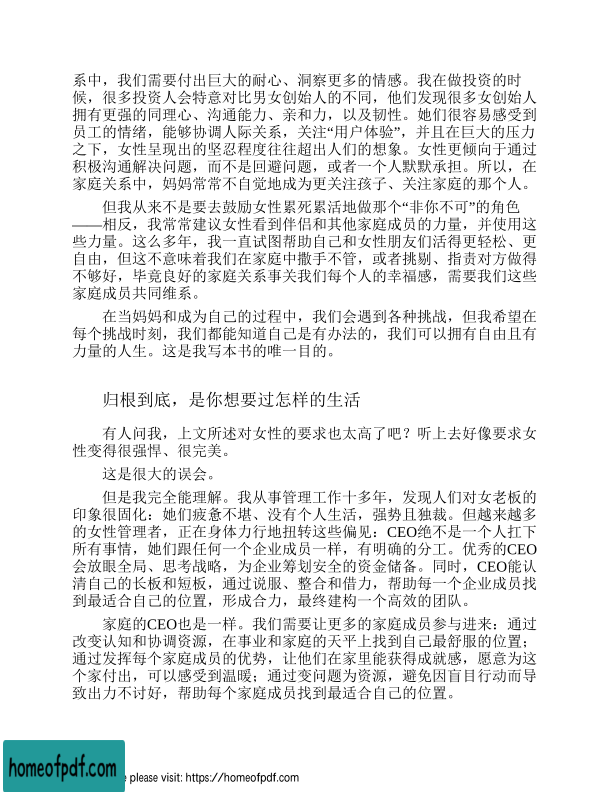 系中，我们需要付出巨大的耐心、洞察更多的情感。我在做投资的时
候，很多投资人会特意对比男女创始人的不同，他们发现很多女创始人
拥有更强的同理心、沟通能力、亲和力，以及韧性。她们很容易感受到
员工的情绪，能够协调人际关系，关注“用户体验”，并且在巨大的压力
之下，女性呈现出的坚忍程度往往超出人们的想象。女性更倾向于通过
积极沟通解决问题，而不是回避问题，或者一个人默默承担。所以，在
家庭关系中，妈妈常常不自觉地成为更关注孩子、关注家庭的那个人。
但我从来不是要去鼓励女性累死累活地做那个“非你不可”的角色
——相反，我常常建议女性看到伴侣和其他家庭成员的力量，并使用这
些力量。这么多年，我一直试图帮助自己和女性朋友们活得更轻松、更
自由，但这不意味着我们在家庭中撒手不管，或者挑剔、指责对方做得
不够好，毕竟良好的家庭关系事关我们每个人的幸福感，需要我们这些
家庭成员共同维系。
在当妈妈和成为自己的过程中，我们会遇到各种挑战，但我希望在
每个挑战时刻，我们都能知道自己是有办法的，我们可以拥有自由且有
力量的人生。这是我写本书的唯一目的。
归根到底，是你想要过怎样的生活
有人问我，上文所述对女性的要求也太高了吧？听上去好像要求女
性变得很强悍、很完美。
这是很大的误会。
但是我完全能理解。我从事管理工作十多年，发现人们对女老板的
印象很固化：她们疲惫不堪、没有个人生活，强势且独裁。但越来越多
的女性管理者，正在身体力行地扭转这些偏见：CEO绝不是一个人扛下
所有事情，她们跟任何一个企业成员一样，有明确的分工。优秀的CEO
会放眼全局、思考战略，为企业筹划安全的资金储备。同时，CEO能认
清自己的长板和短板，通过说服、整合和借力，帮助每一个企业成员找
到最适合自己的位置，形成合力，最终建构一个高效的团队。
家庭的CEO也是一样。我们需要让更多的家庭成员参与进来：通过
改变认知和协调资源，在事业和家庭的天平上找到自己最舒服的位置；
通过发挥每个家庭成员的优势，让他们在家里能获得成就感，愿意为这
个家付出，可以感受到温暖；通过变问题为资源，避免因盲目行动而导
致出力不讨好，帮助每个家庭成员找到最适合自己的位置。
homeofpdf.com
please visit: https://homeofpdf.com